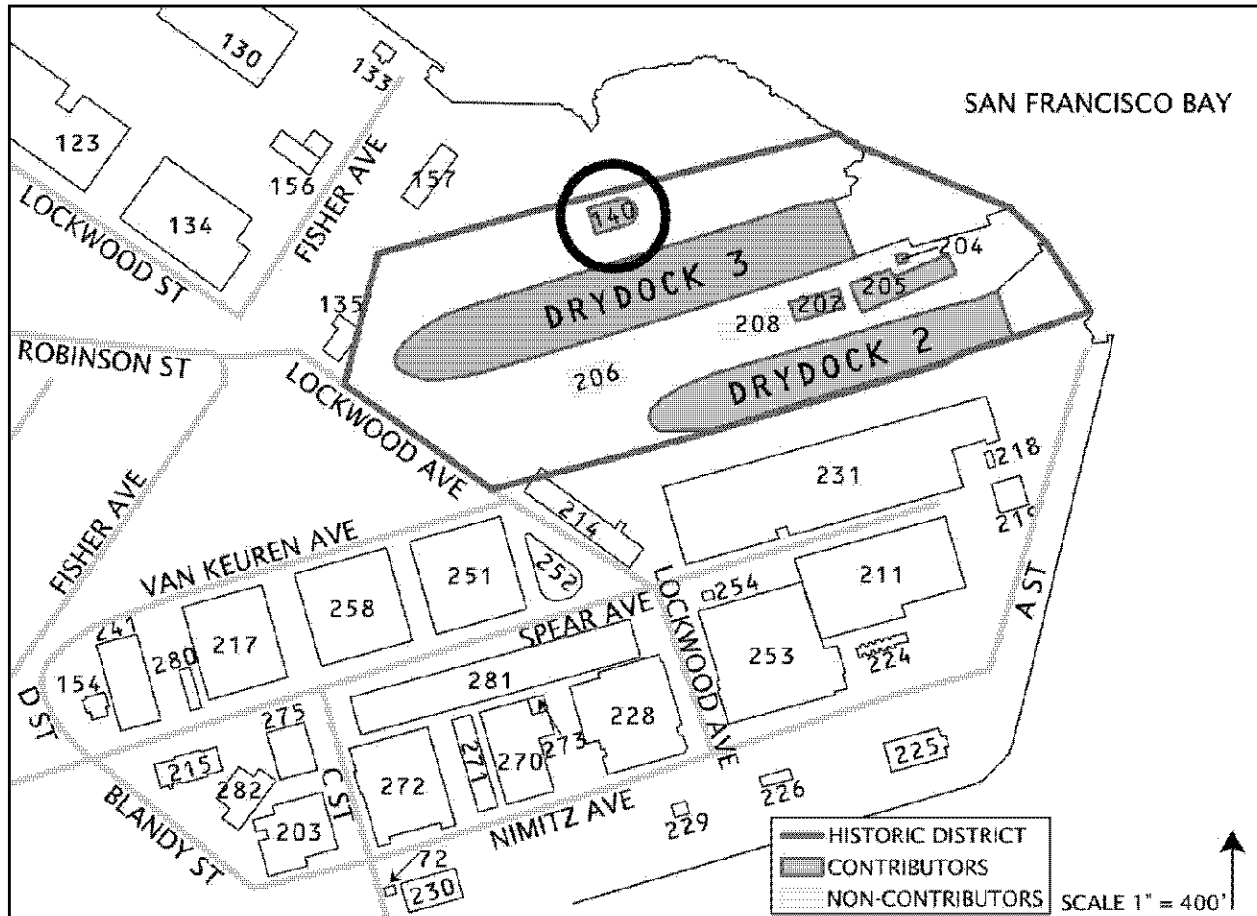 130
133
SAN FRANCISCO BAY
123
156
157
FISHER AVE
134
LOCKWOOD ST
140
204
205
202
208
DRYDOCK 3
135
ROBINSON ST
206
DRYDOCK 2
LOCKWOOD AVE
231
218
FISHER AVE
214
VAN KEUREN AVE
251
252
258
254
211
A ST
SPEAR AVE
LOCKWOOD AVE
241
217
280
253
224
154
281
D ST
275
228
215
273
225
271
270
272
282
C ST
226
203
NIMITZ AVE
229
BLANDY ST
72
230
HISTORIC DISTRICT
CONTRIBUTORS
NON-CONTRIBUTORS
SCALE 1" = 400'